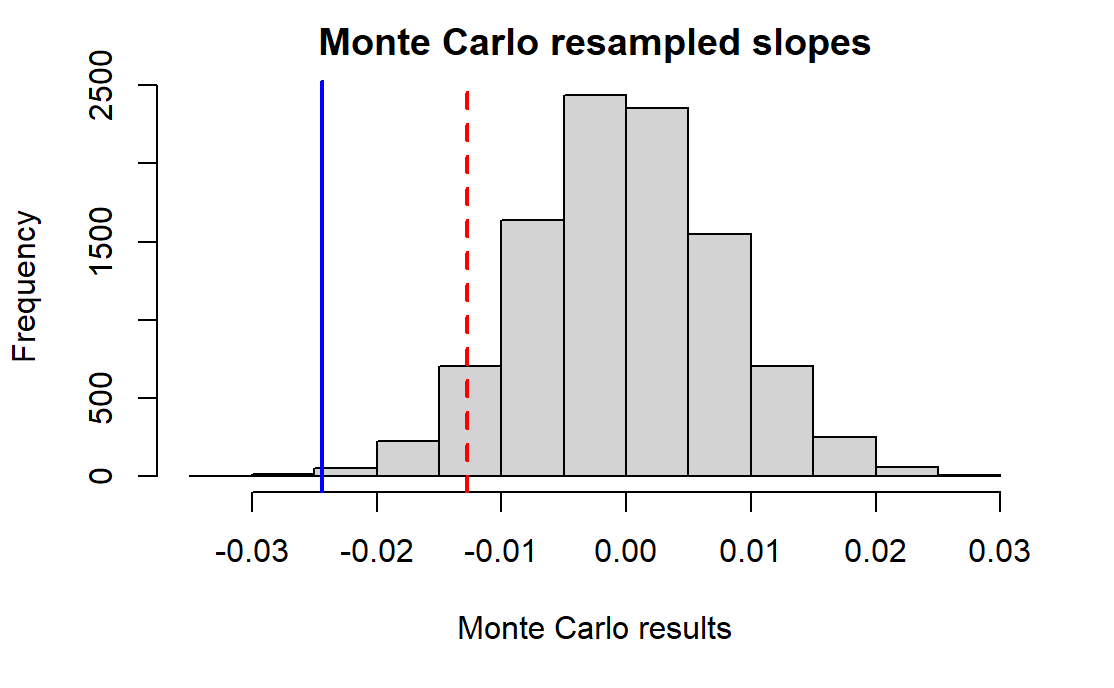 Monte Carlo resampled slopes
Frequency
2500
1500
500
0
-0.03 -0.02 -0.01 0.00 0.01 0.02 0.03
Monte Carlo results